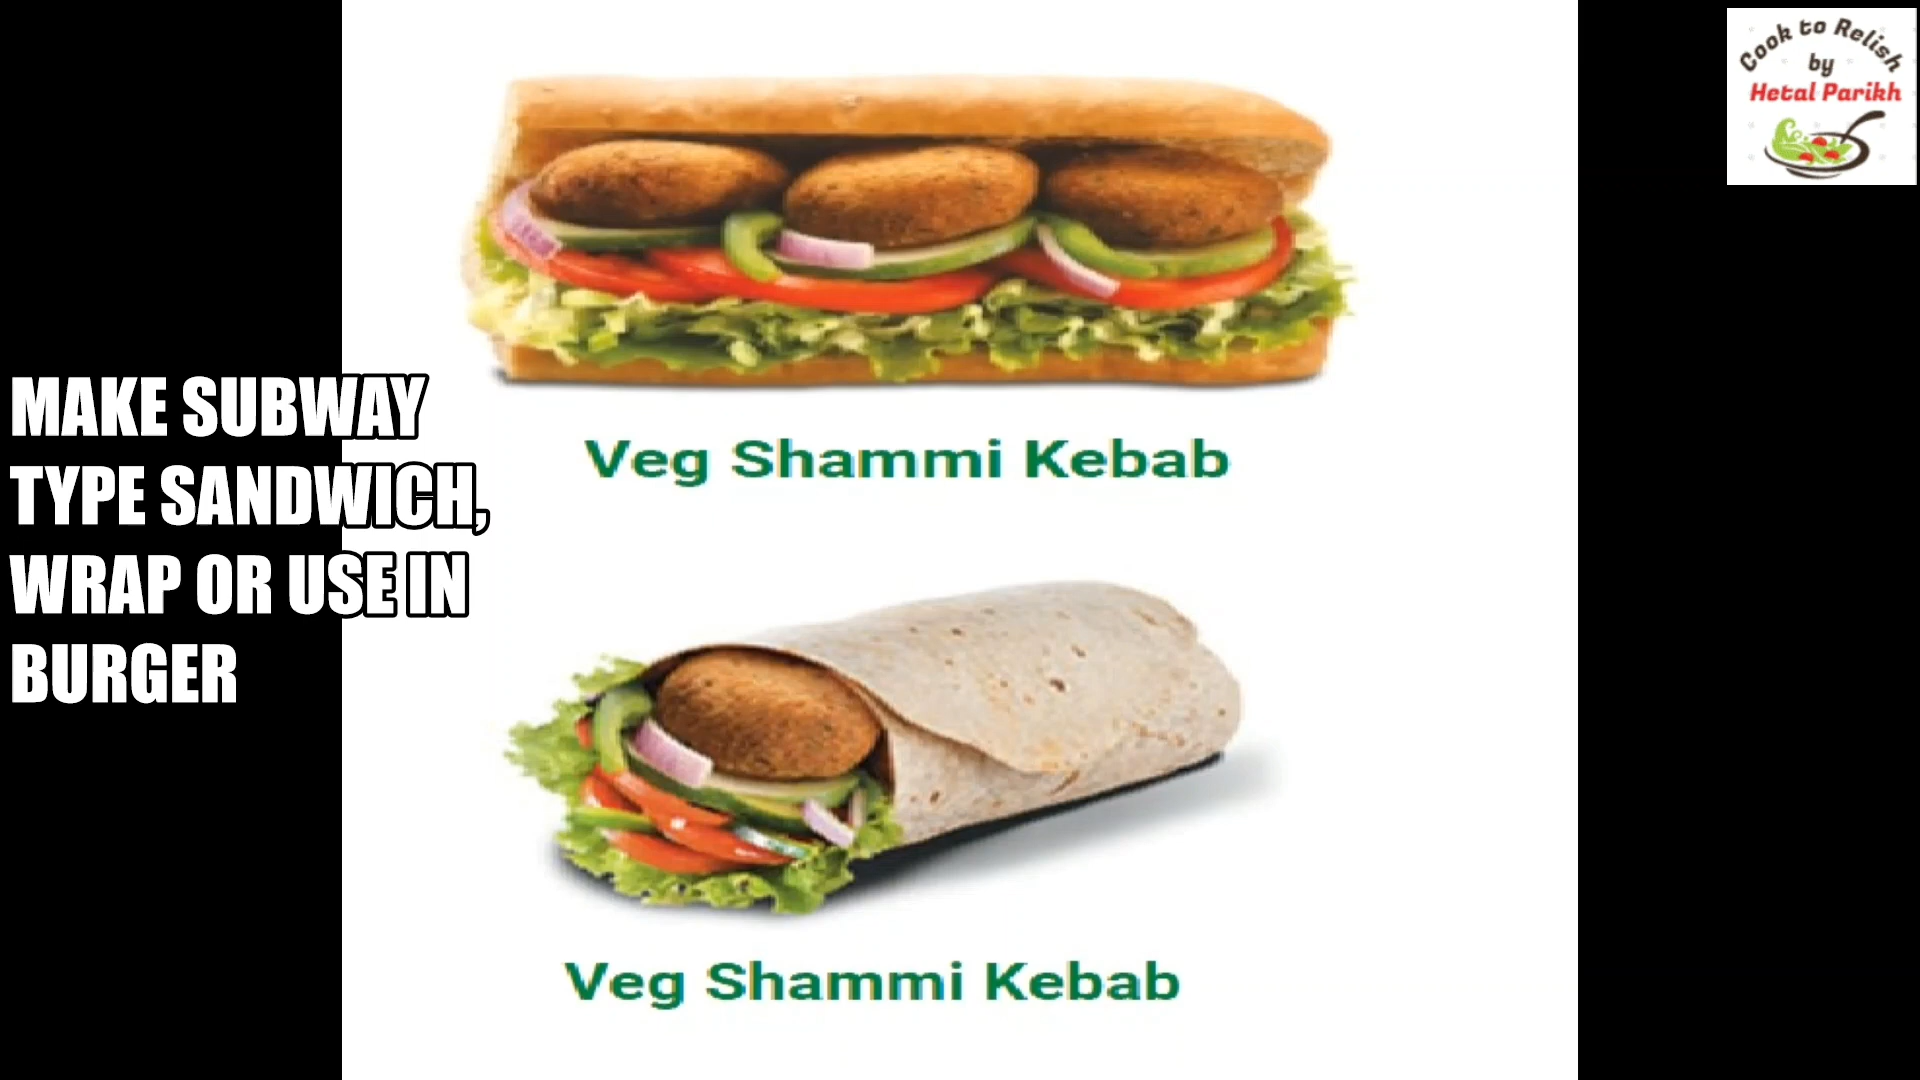 Cook to Relish
by
Hetal Parikh
MAKE SUBWAY
TYPE SANDWICH,
WRAP OR USE IN
BURGER
Veg Shammi Kebab
Veg Shammi Kebab